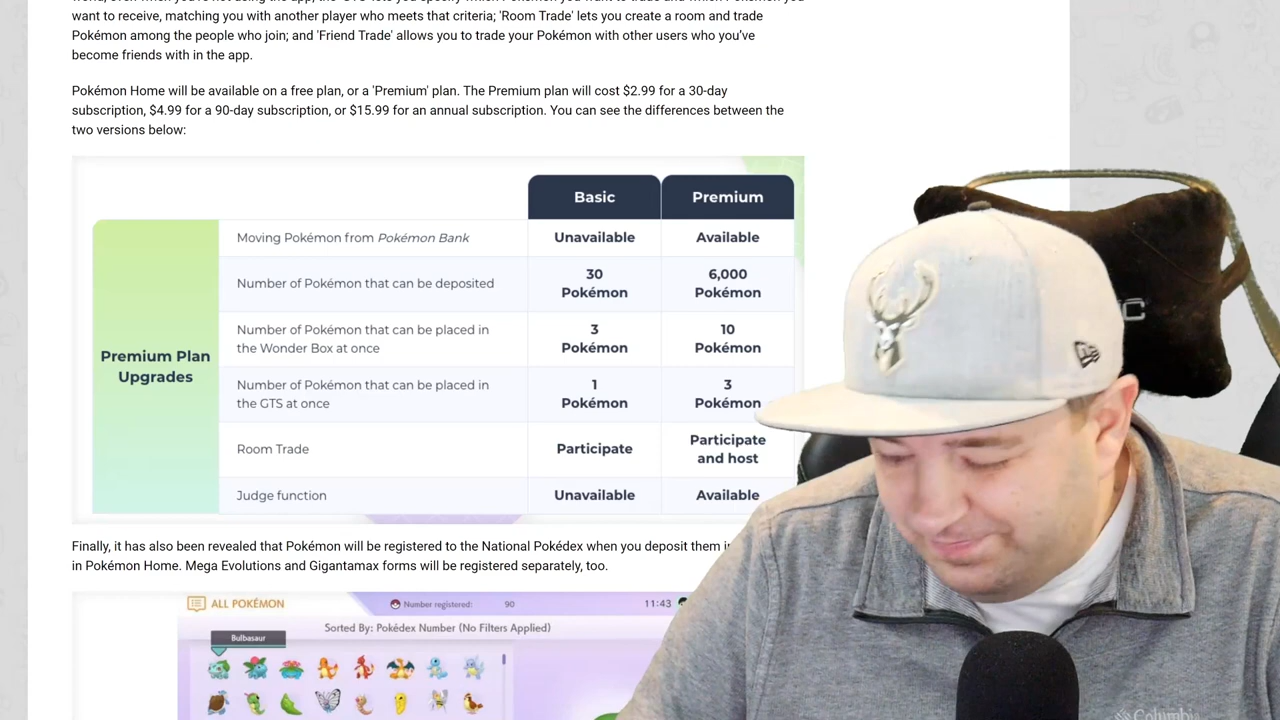 want to receive, matching you with another player who meets that criteria; 'Room Trade' lets you create a room and trade
Pokémon among the people who join; and 'Friend Trade' allows you to trade your Pokémon with other users who you've
become friends with in the app.
Pokémon Home will be available on a free plan, or a 'Premium' plan. The Premium plan will cost $2.99 for a 30-day
subscription, $4.99 for a 90-day subscription, or $15.99 for an annual subscription. You can see the differences between the
two versions below:
Basic Premium
Premium Plan
Upgrades
Moving Pokémon from Pokémon Bank Unavailable Available
Number of Pokémon that can be deposited
30
Pokémon
6,000
Pokémon
Number of Pokémon that can be placed in
the Wonder Box at once
3
Pokémon
10
Pokémon
Number of Pokémon that can be placed in
the GTS at once
1
Pokémon
3
Pokémon
Room Trade Participate
Participate
and host
Judge function Unavailable Available
Finally, it has also been revealed that Pokémon will be registered to the National Pokédex when you deposit them
in Pokémon Home. Mega Evolutions and Gigantamax forms will be registered separately, too.
ALL POKÉMON Number registered: 90 11:43
Sorted By: Pokédex Number (No Filters Applied)
Bulbasaur
Columbia